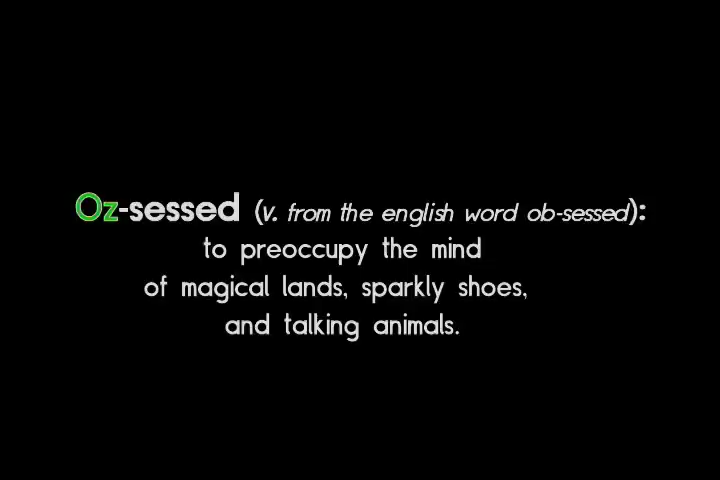 Oz-sessed (v. from the english word ob-sessed):
to preoccupy the mind
of magical lands, sparkly shoes,
and talking animals.